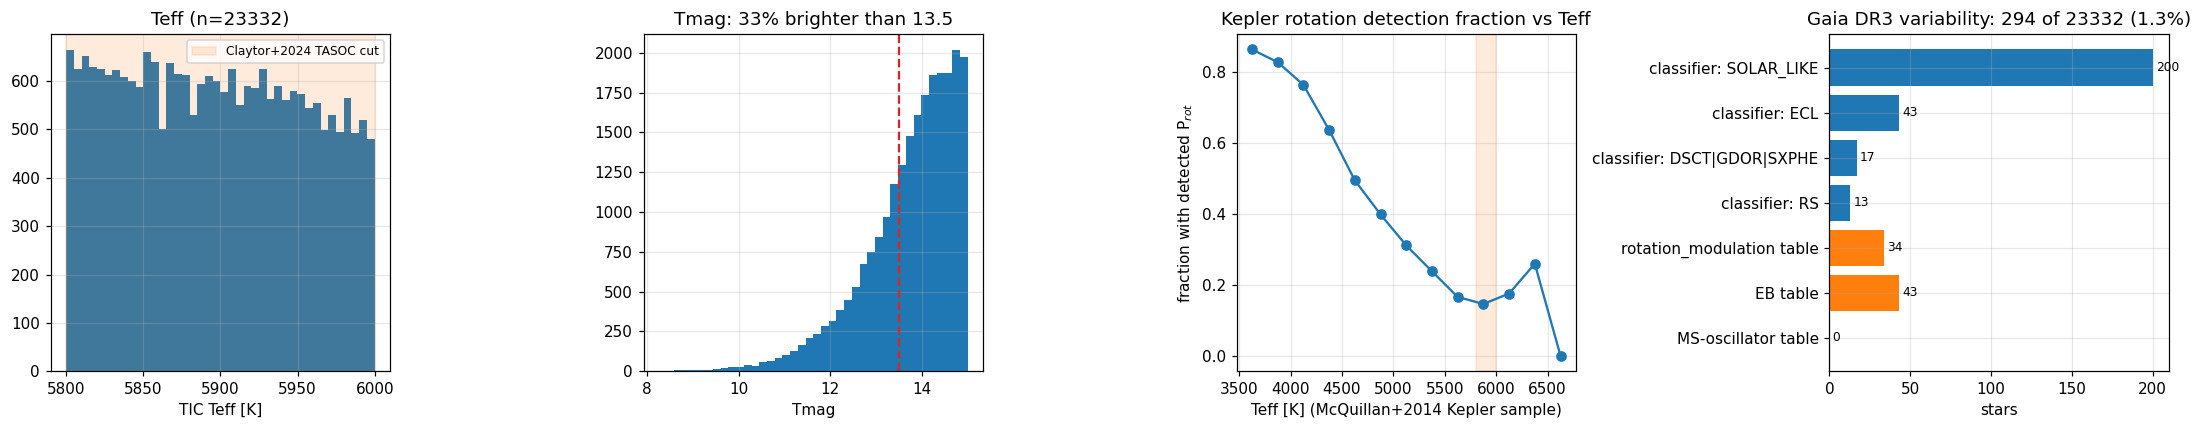 Teff (n=23332)
Claytor+2024 TASOC cut
600
500
400
300
200
100
0
5800 5850 5900 5950 6000
TIC Teff [K]
Tmag: 33% brighter than 13.5
2000
1750
1500
1250
1000
750
500
250
0
8 10 12 14
Tmag
Kepler rotation detection fraction vs Teff
fraction with detected P_rot
0.8
0.6
0.4
0.2
0.0
3500 4000 4500 5000 5500 6000 6500
Teff [K] (McQuillan+2014 Kepler sample)
Gaia DR3 variability: 294 of 23332 (1.3%)
classifier: SOLAR_LIKE 200
classifier: ECL 43
classifier: DSCT|GDOR|SXPHE 17
classifier: RS 13
rotation_modulation table 34
EB table 43
MS-oscillator table 0
0 50 100 150 200
stars